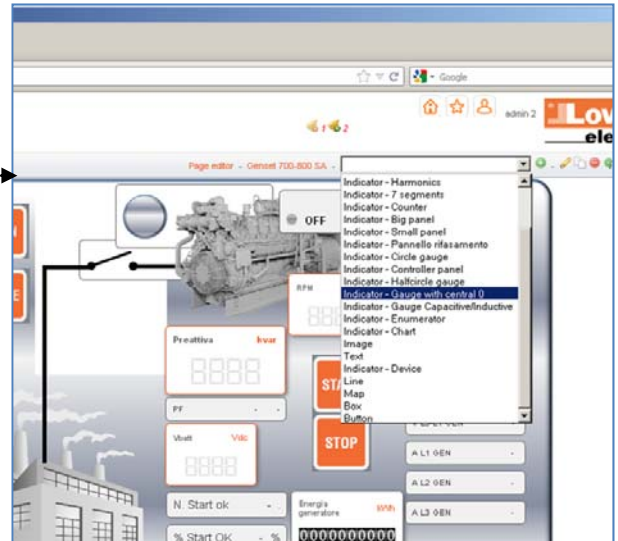 Google
1 2
admin 2
Lov
ele
Page editor - Genset 700-800 SA -
Indicator - Harmonics
Indicator - 7 segments
Indicator - Counter
Indicator - Big panel
Indicator - Small panel
Indicator - Pannello rifasamento
Indicator - Circle gauge
Indicator - Controller panel
Indicator - Halfcircle gauge
Indicator - Gauge with central 0
Indicator - Gauge Capacitive/Inductive
Indicator - Enumerator
Indicator - Chart
Image
Text
Indicator - Device
Line
Map
Box
Button
OFF
RPM
N
E
Preattiva kvar
STA
PF - -
STOP
Vbatt Vdc
A L1 GEN -
A L2 GEN -
N. Start ok - .
Energia generatore kWh
A L3 GEN -
% Start OK - %
0000000000